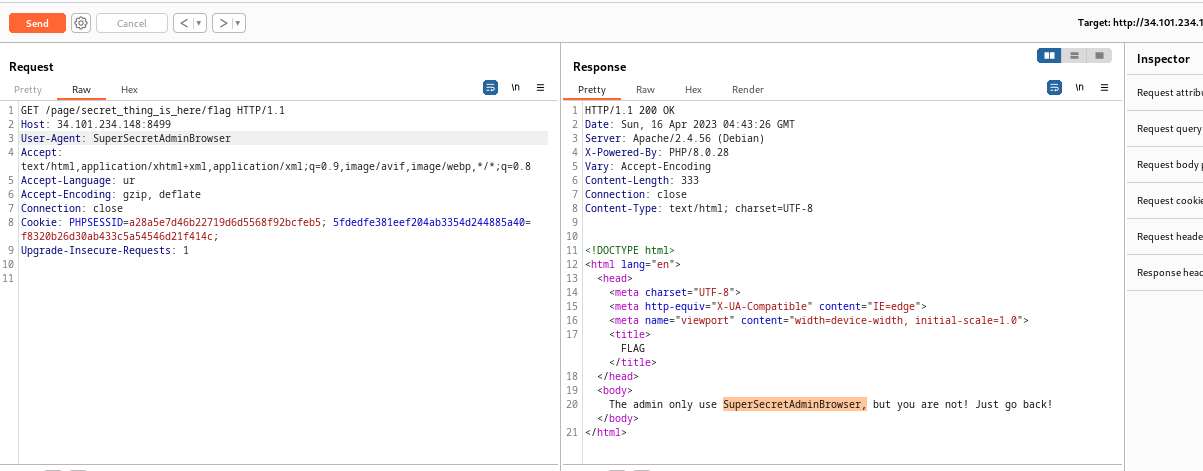 Send Cancel < > Target: http://34.101.234.1
Request
Pretty Raw Hex \n
1 GET /page/secret_thing_is_here/flag HTTP/1.1
2 Host: 34.101.234.148:8499
3 User-Agent: SuperSecretAdminBrowser
4 Accept:
text/html,application/xhtml+xml,application/xml;q=0.9,image/avif,image/webp,*/*;q=0.8
5 Accept-Language: ur
6 Accept-Encoding: gzip, deflate
7 Connection: close
8 Cookie: PHPSESSID=a28a5e7d46b22719d6d5568f92bcfeb5; 5fdedfe381eef204ab3354d244885a40=
f8320b26d30ab433c5a54546d21f414c;
9 Upgrade-Insecure-Requests: 1
10
11
Response
Pretty Raw Hex Render \n
1 HTTP/1.1 200 OK
2 Date: Sun, 16 Apr 2023 04:43:26 GMT
3 Server: Apache/2.4.56 (Debian)
4 X-Powered-By: PHP/8.0.28
5 Vary: Accept-Encoding
6 Content-Length: 333
7 Connection: close
8 Content-Type: text/html; charset=UTF-8
9
10
11 <!DOCTYPE html>
12 <html lang="en">
13 <head>
14 <meta charset="UTF-8">
15 <meta http-equiv="X-UA-Compatible" content="IE=edge">
16 <meta name="viewport" content="width=device-width, initial-scale=1.0">
17 <title>
FLAG
</title>
18 </head>
19 <body>
20 The admin only use SuperSecretAdminBrowser, but you are not! Just go back!
</body>
21 </html>
Inspector
Request attribu
Request query
Request body p
Request cookie
Request heade
Response head